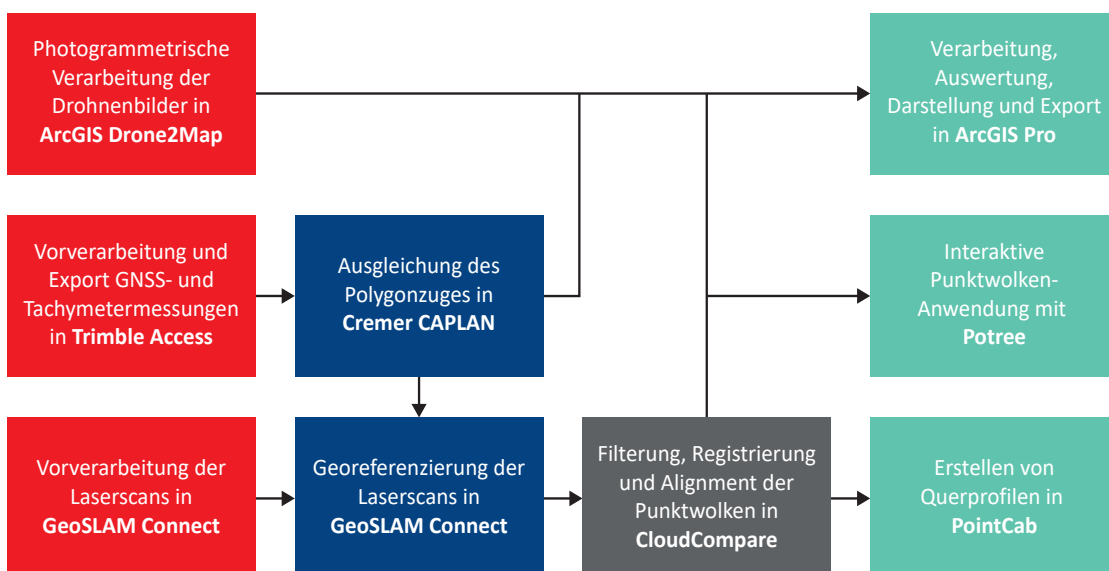 Photogrammetrische
Verarbeitung der
Drohnenbilder in
ArcGIS Drone2Map
Verarbeitung,
Auswertung,
Darstellung und Export
in ArcGIS Pro
Vorverarbeitung und
Export GNSS- und
Tachymetermessungen
in Trimble Access
Ausgleichung des
Polygonzuges in
Cremer CAPLAN
Interaktive
Punktwolken-
Anwendung mit
Potree
Vorverarbeitung der
Laserscans in
GeoSLAM Connect
Georeferenzierung der
Laserscans in
GeoSLAM Connect
Filterung, Registrierung
und Alignment der
Punktwolken in
CloudCompare
Erstellen von
Querprofilen in
PointCab